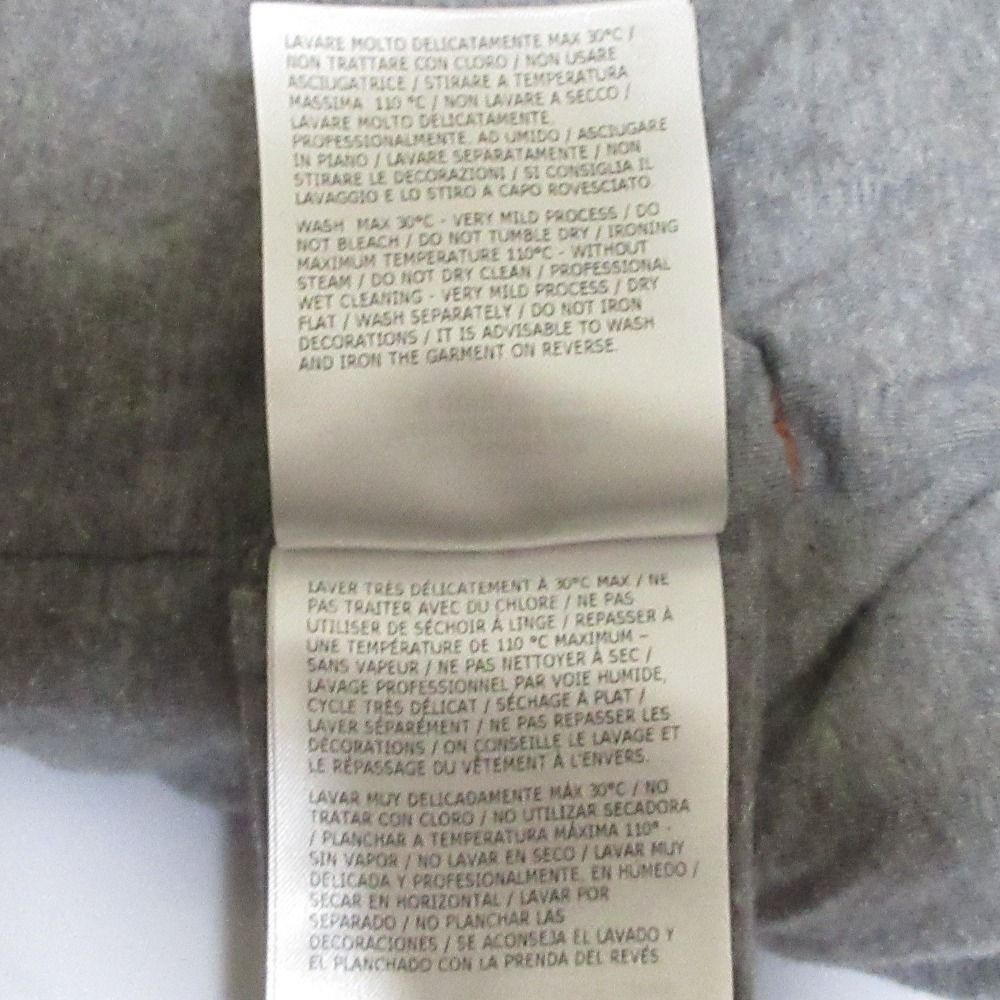 LAVARE MOLTO DELICATAMENTE MAX 30°C /
NON TRATTARE CON CLORO / NON USARE
ASCIUGATRICE / STIRARE A TEMPERATURA
MASSIMA 110 °C / NON LAVARE A SECCO /
LAVARE MOLTO DELICATAMENTE,
PROFESSIONALMENTE, AD UMIDO / ASCIUGARE
IN PIANO / LAVARE SEPARATAMENTE / NON
STIRARE LE DECORAZIONI / SI CONSIGLIA IL
LAVAGGIO E LO STIRO A CAPO ROVESCIATO
WASH MAX 30°C - VERY MILD PROCESS / DO
NOT BLEACH / DO NOT TUMBLE DRY / IRONING
MAXIMUM TEMPERATURE 110°C - WITHOUT
STEAM / DO NOT DRY CLEAN / PROFESSIONAL
WET CLEANING - VERY MILD PROCESS / DRY
FLAT / WASH SEPARATELY / DO NOT IRON
DECORATIONS / IT IS ADVISABLE TO WASH
AND IRON THE GARMENT ON REVERSE.
LAVER TRÈS DÉLICATEMENT À 30°C MAX / NE
PAS TRAITER AVEC DU CHLORE / NE PAS
UTILISER DE SÉCHOIR À LINGE / REPASSER À
UNE TEMPÉRATURE DE 110 °C MAXIMUM –
SANS VAPEUR / NE PAS NETTOYER À SEC /
LAVAGE PROFESSIONNEL PAR VOIE HUMIDE,
CYCLE TRÈS DÉLICAT / SÉCHAGE À PLAT /
LAVER SÉPARÉMENT / NE PAS REPASSER LES
DÉCORATIONS / ON CONSEILLE LE LAVAGE ET
LE RÉPASSAGE DU VÊTEMENT À L'ENVERS.
LAVAR MUY DELICADAMENTE MÁX 30°C / NO
TRATAR CON CLORO / NO UTILIZAR SECADORA
/ PLANCHAR A TEMPERATURA MÁXIMA 110° -
SIN VAPOR / NO LAVAR EN SECO / LAVAR MUY
DELICADA Y PROFESIONALMENTE, EN HUMEDO /
SECAR EN HORIZONTAL / LAVAR POR
SEPARADO / NO PLANCHAR LAS
DECORACIONES / SE ACONSEJA EL LAVADO Y
EL PLANCHADO CON LA PRENDA DEL REVÉS